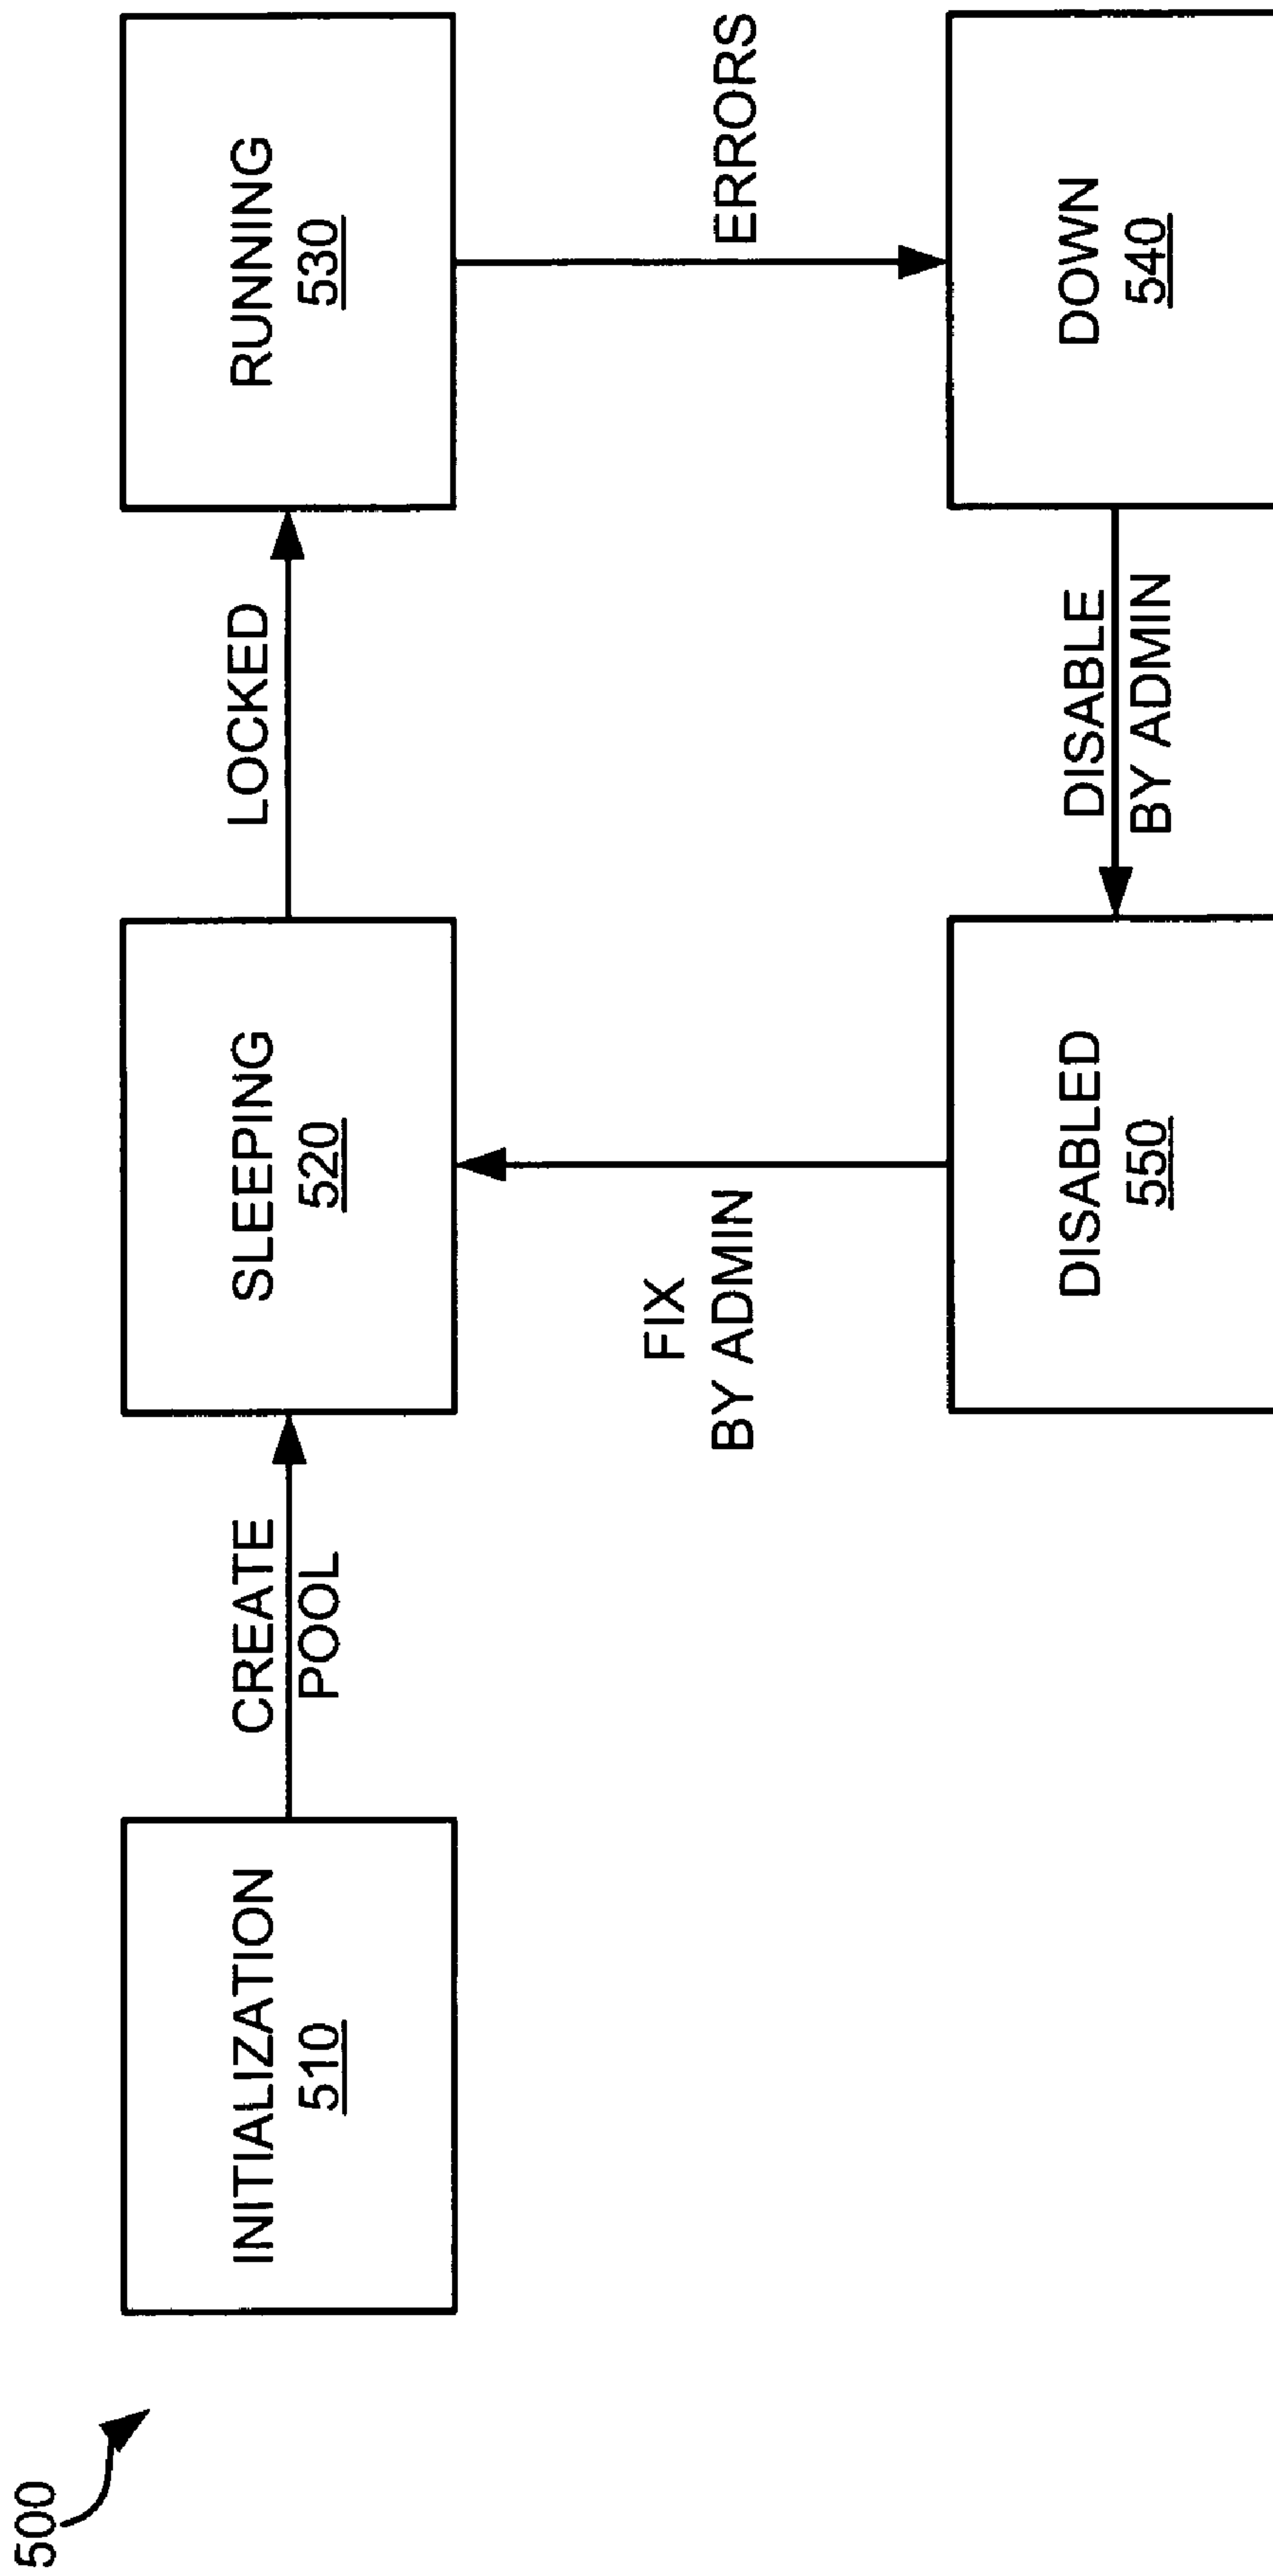 500
INITIALIZATION
510
CREATE
POOL
SLEEPING
520
LOCKED
RUNNING
530
FIX
BY ADMIN
ERRORS
DISABLED
550
DISABLE
BY ADMIN
DOWN
540